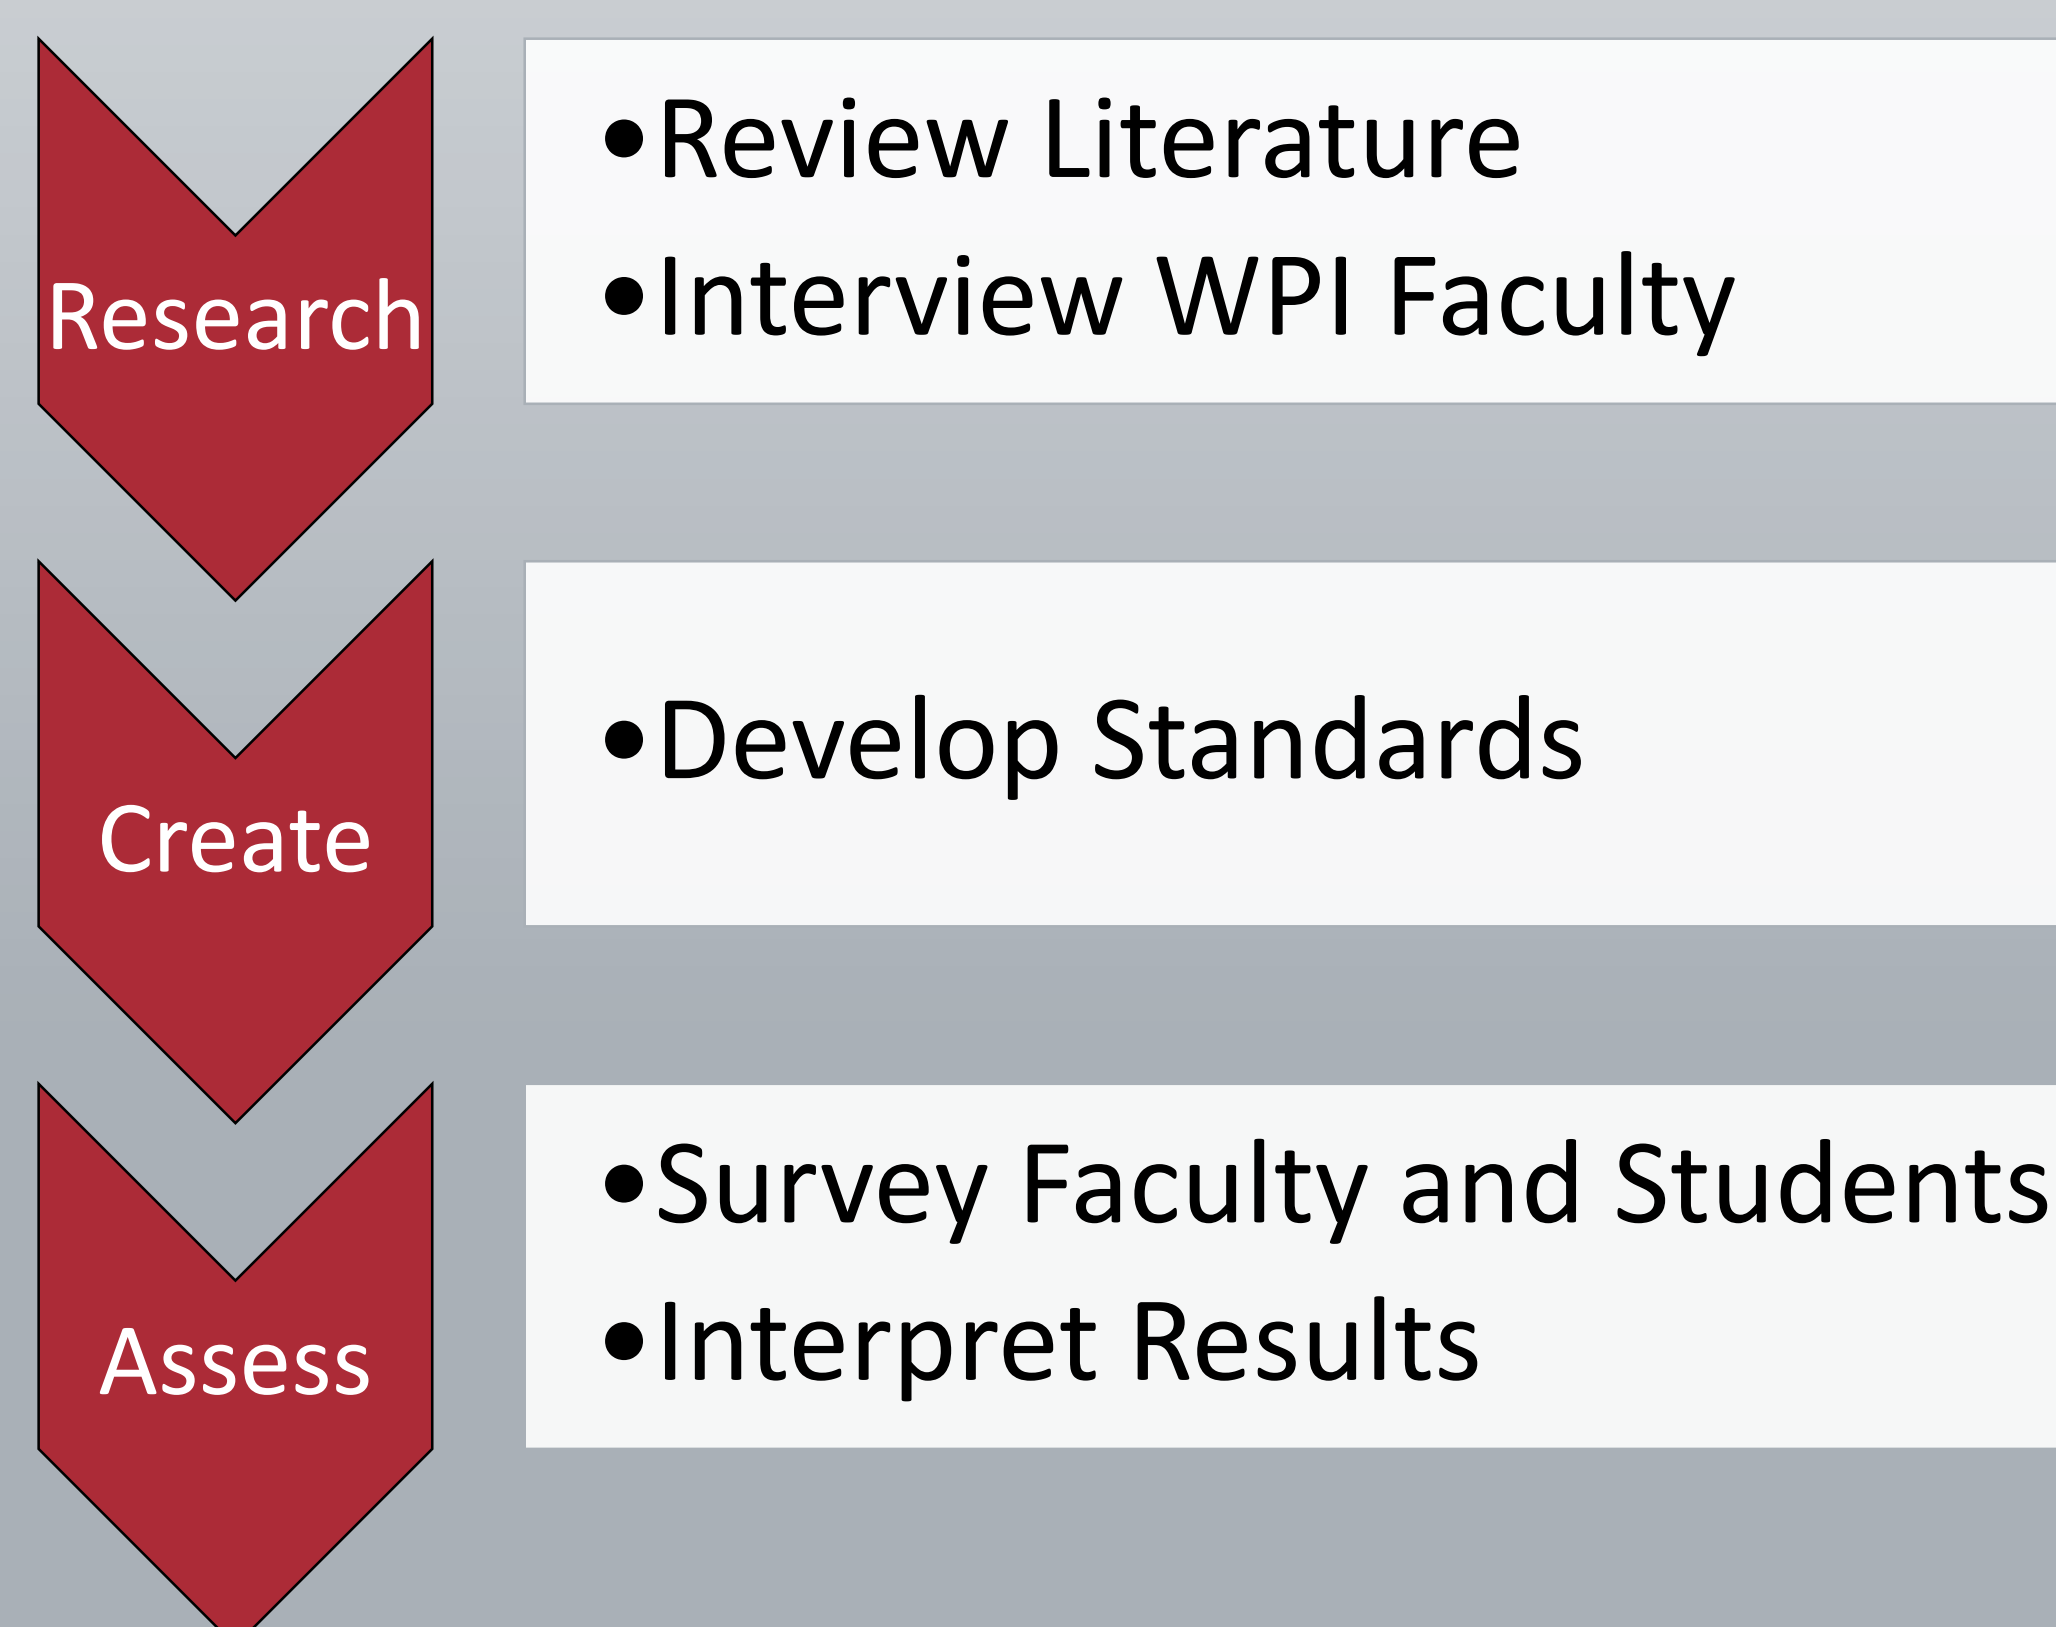 Research
•Review Literature
•Interview WPI Faculty
Create
•Develop Standards
Assess
•Survey Faculty and Students
•Interpret Results